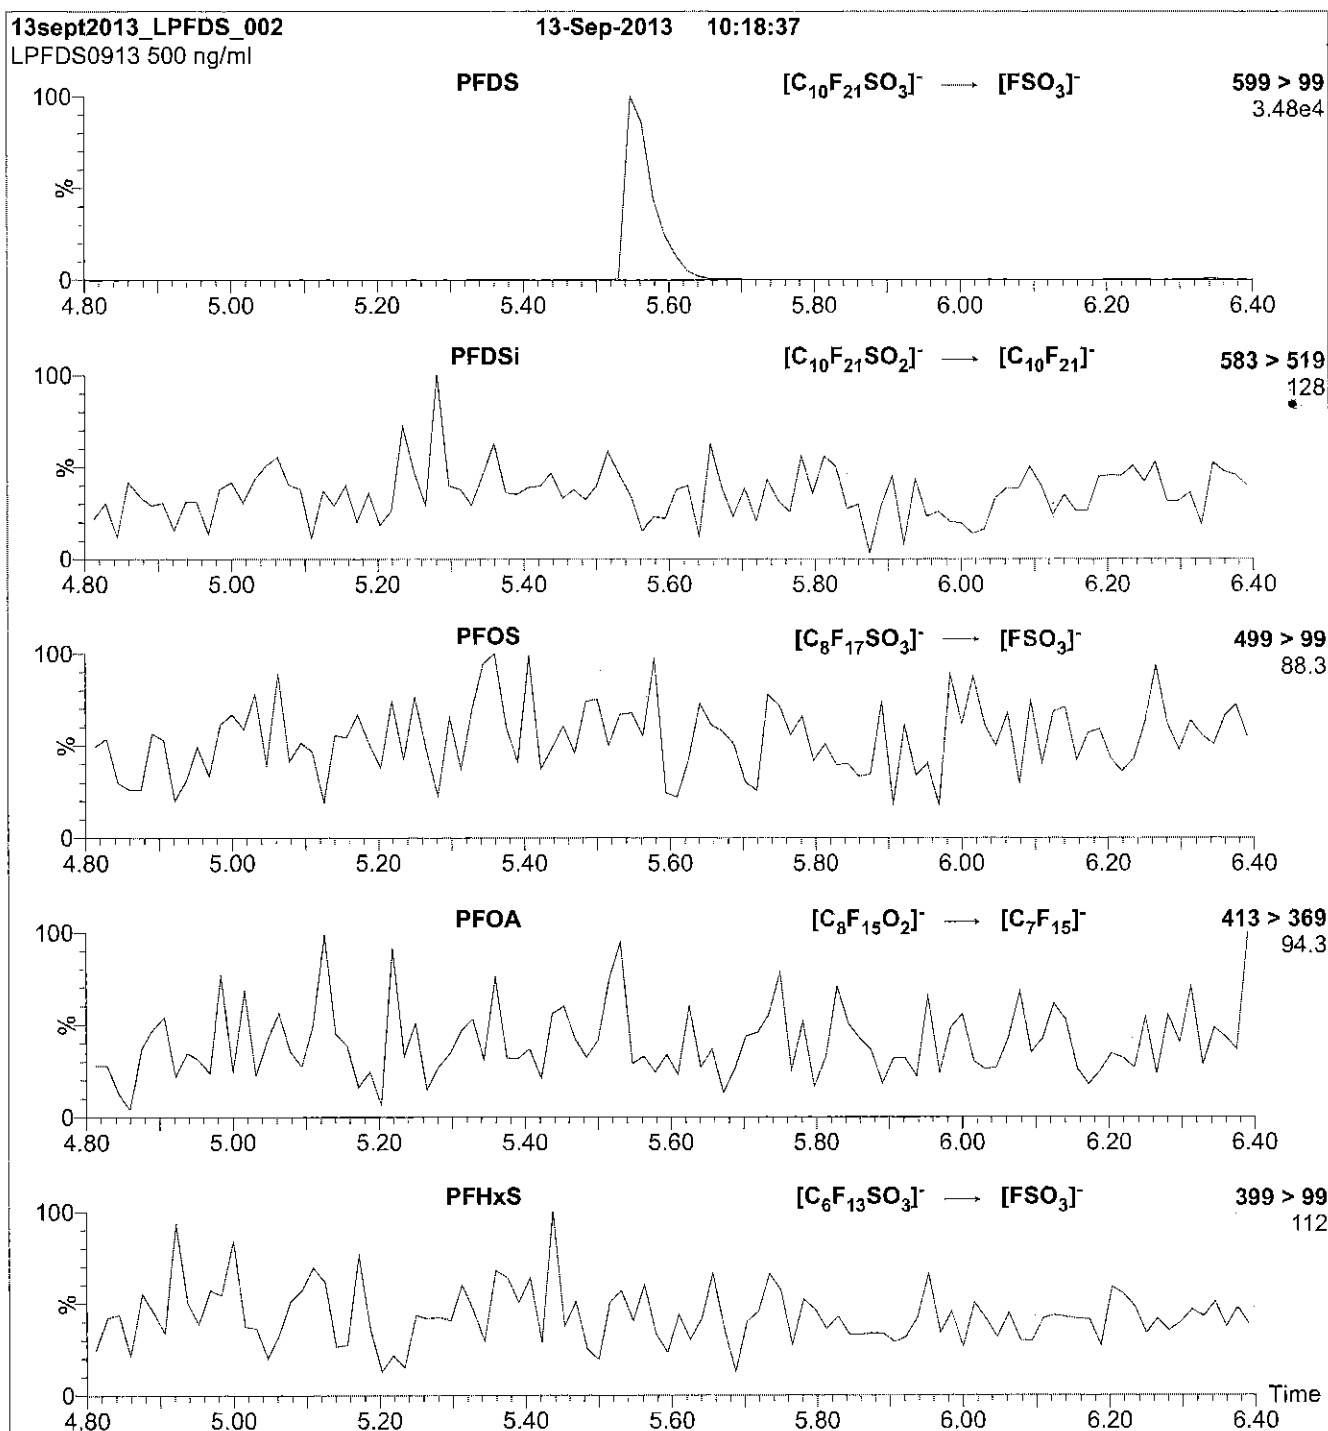 13sept2013_LPFDS_002 13-Sep-2013 10:18:37
LPFDS0913 500 ng/ml
PFDS [C₁₀F₂₁SO₃]⁻ → [FSO₃]⁻ 599 > 99
3.48e4
100
%
0
4.80 5.00 5.20 5.40 5.60 5.80 6.00 6.20 6.40
PFDSi [C₁₀F₂₁SO₂]⁻ → [C₁₀F₂₁]⁻ 583 > 519
128
100
%
0
4.80 5.00 5.20 5.40 5.60 5.80 6.00 6.20 6.40
PFOS [C₈F₁₇SO₃]⁻ → [FSO₃]⁻ 499 > 99
88.3
100
%
0
4.80 5.00 5.20 5.40 5.60 5.80 6.00 6.20 6.40
PFOA [C₈F₁₅O₂]⁻ → [C₇F₁₅]⁻ 413 > 369
94.3
100
%
0
4.80 5.00 5.20 5.40 5.60 5.80 6.00 6.20 6.40
PFHxS [C₆F₁₃SO₃]⁻ → [FSO₃]⁻ 399 > 99
112
100
%
0
Time
4.80 5.00 5.20 5.40 5.60 5.80 6.00 6.20 6.40